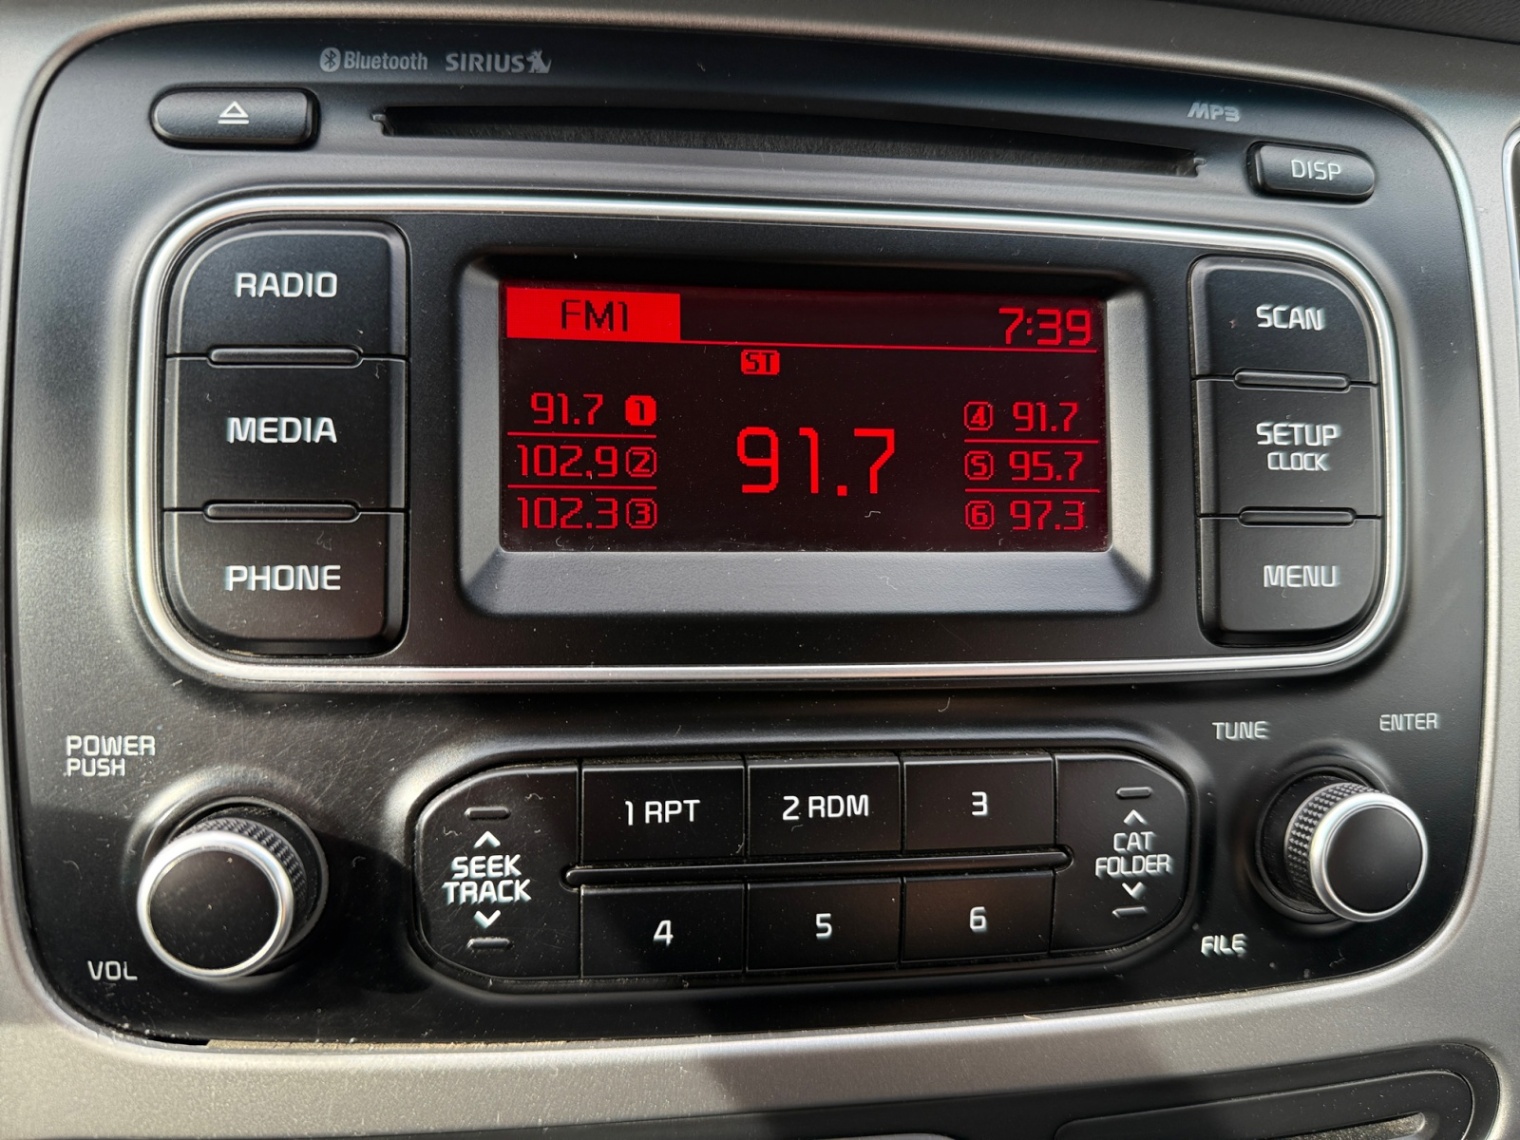 Bluetooth SIRIUS
MP3
DISP
RADIO
MEDIA
PHONE
FM1 7:39
ST
91.7 1
102.9 2
102.3 3
91.7
4 91.7
5 95.7
6 97.3
SCAN
SETUP
CLOCK
MENU
POWER
PUSH
VOL
SEEK
TRACK
1 RPT 2 RDM 3
4 5 6
CAT
FOLDER
TUNE
ENTER
FILE